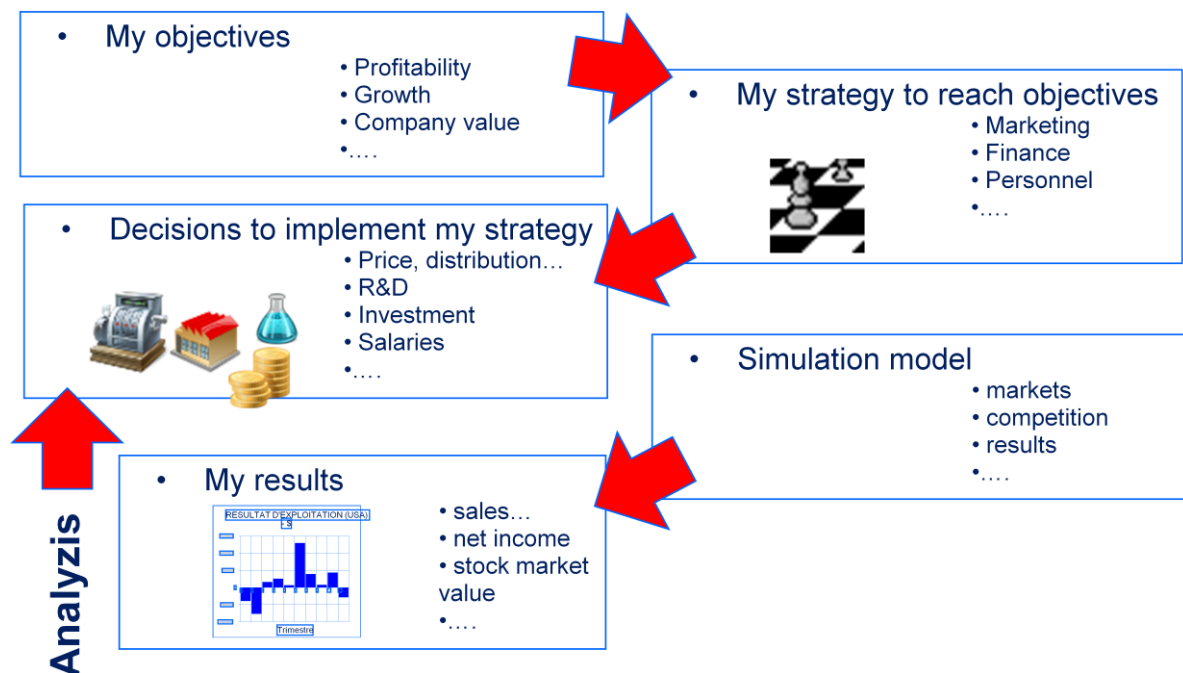 • My objectives
• Profitability
• Growth
• Company value
•….
• My strategy to reach objectives
• Marketing
• Finance
• Personnel
•….
• Decisions to implement my strategy
• Price, distribution…
• R&D
• Investment
• Salaries
•….
• Simulation model
• markets
• competition
• results
•….
• My results
RESULTAT D'EXPLOITATION (USA)
- $
Trimestre
• sales…
• net income
• stock market
value
•….
Analyzis